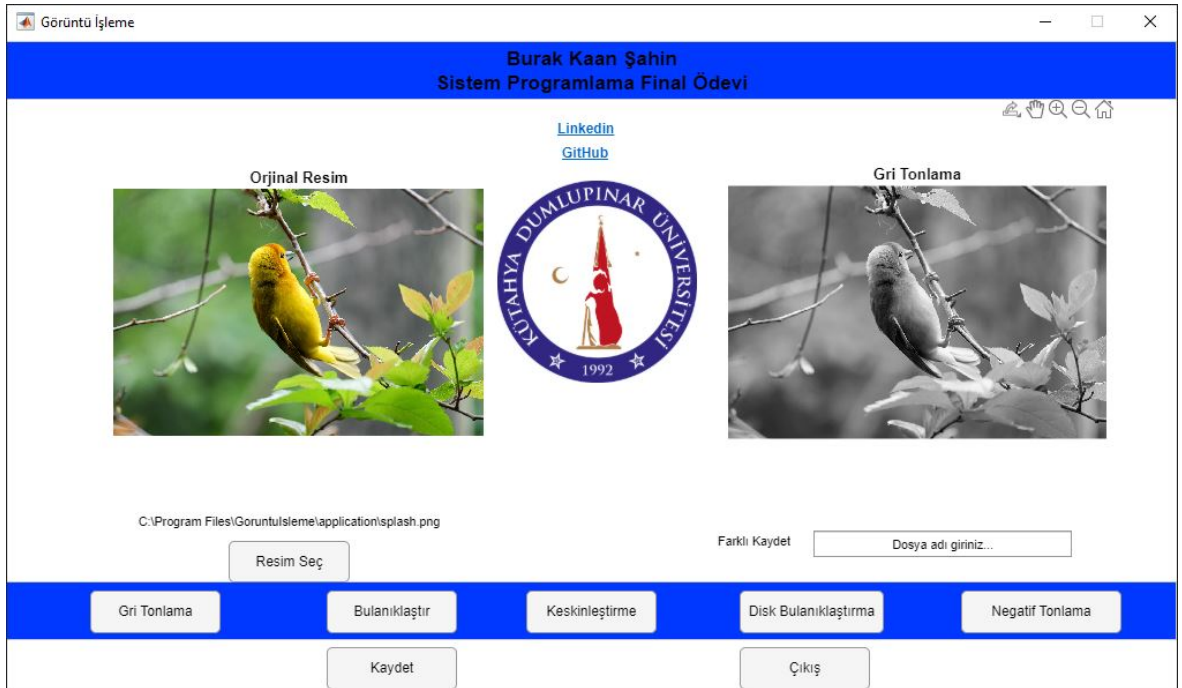 Görüntü İşleme
Burak Kaan Şahin
Sistem Programlama Final Ödevi
Linkedin
GitHub
Orjinal Resim
Gri Tonlama
KÜTAHYA DUMLUPINAR ÜNİVERSİTESİ
1992
C:\Program Files\GoruntuIsleme\application\splash.png
Farklı Kaydet
Dosya adı giriniz...
Resim Seç
Gri Tonlama
Bulanıklaştır
Keskinleştirme
Disk Bulanıklaştırma
Negatif Tonlama
Kaydet
Çıkış